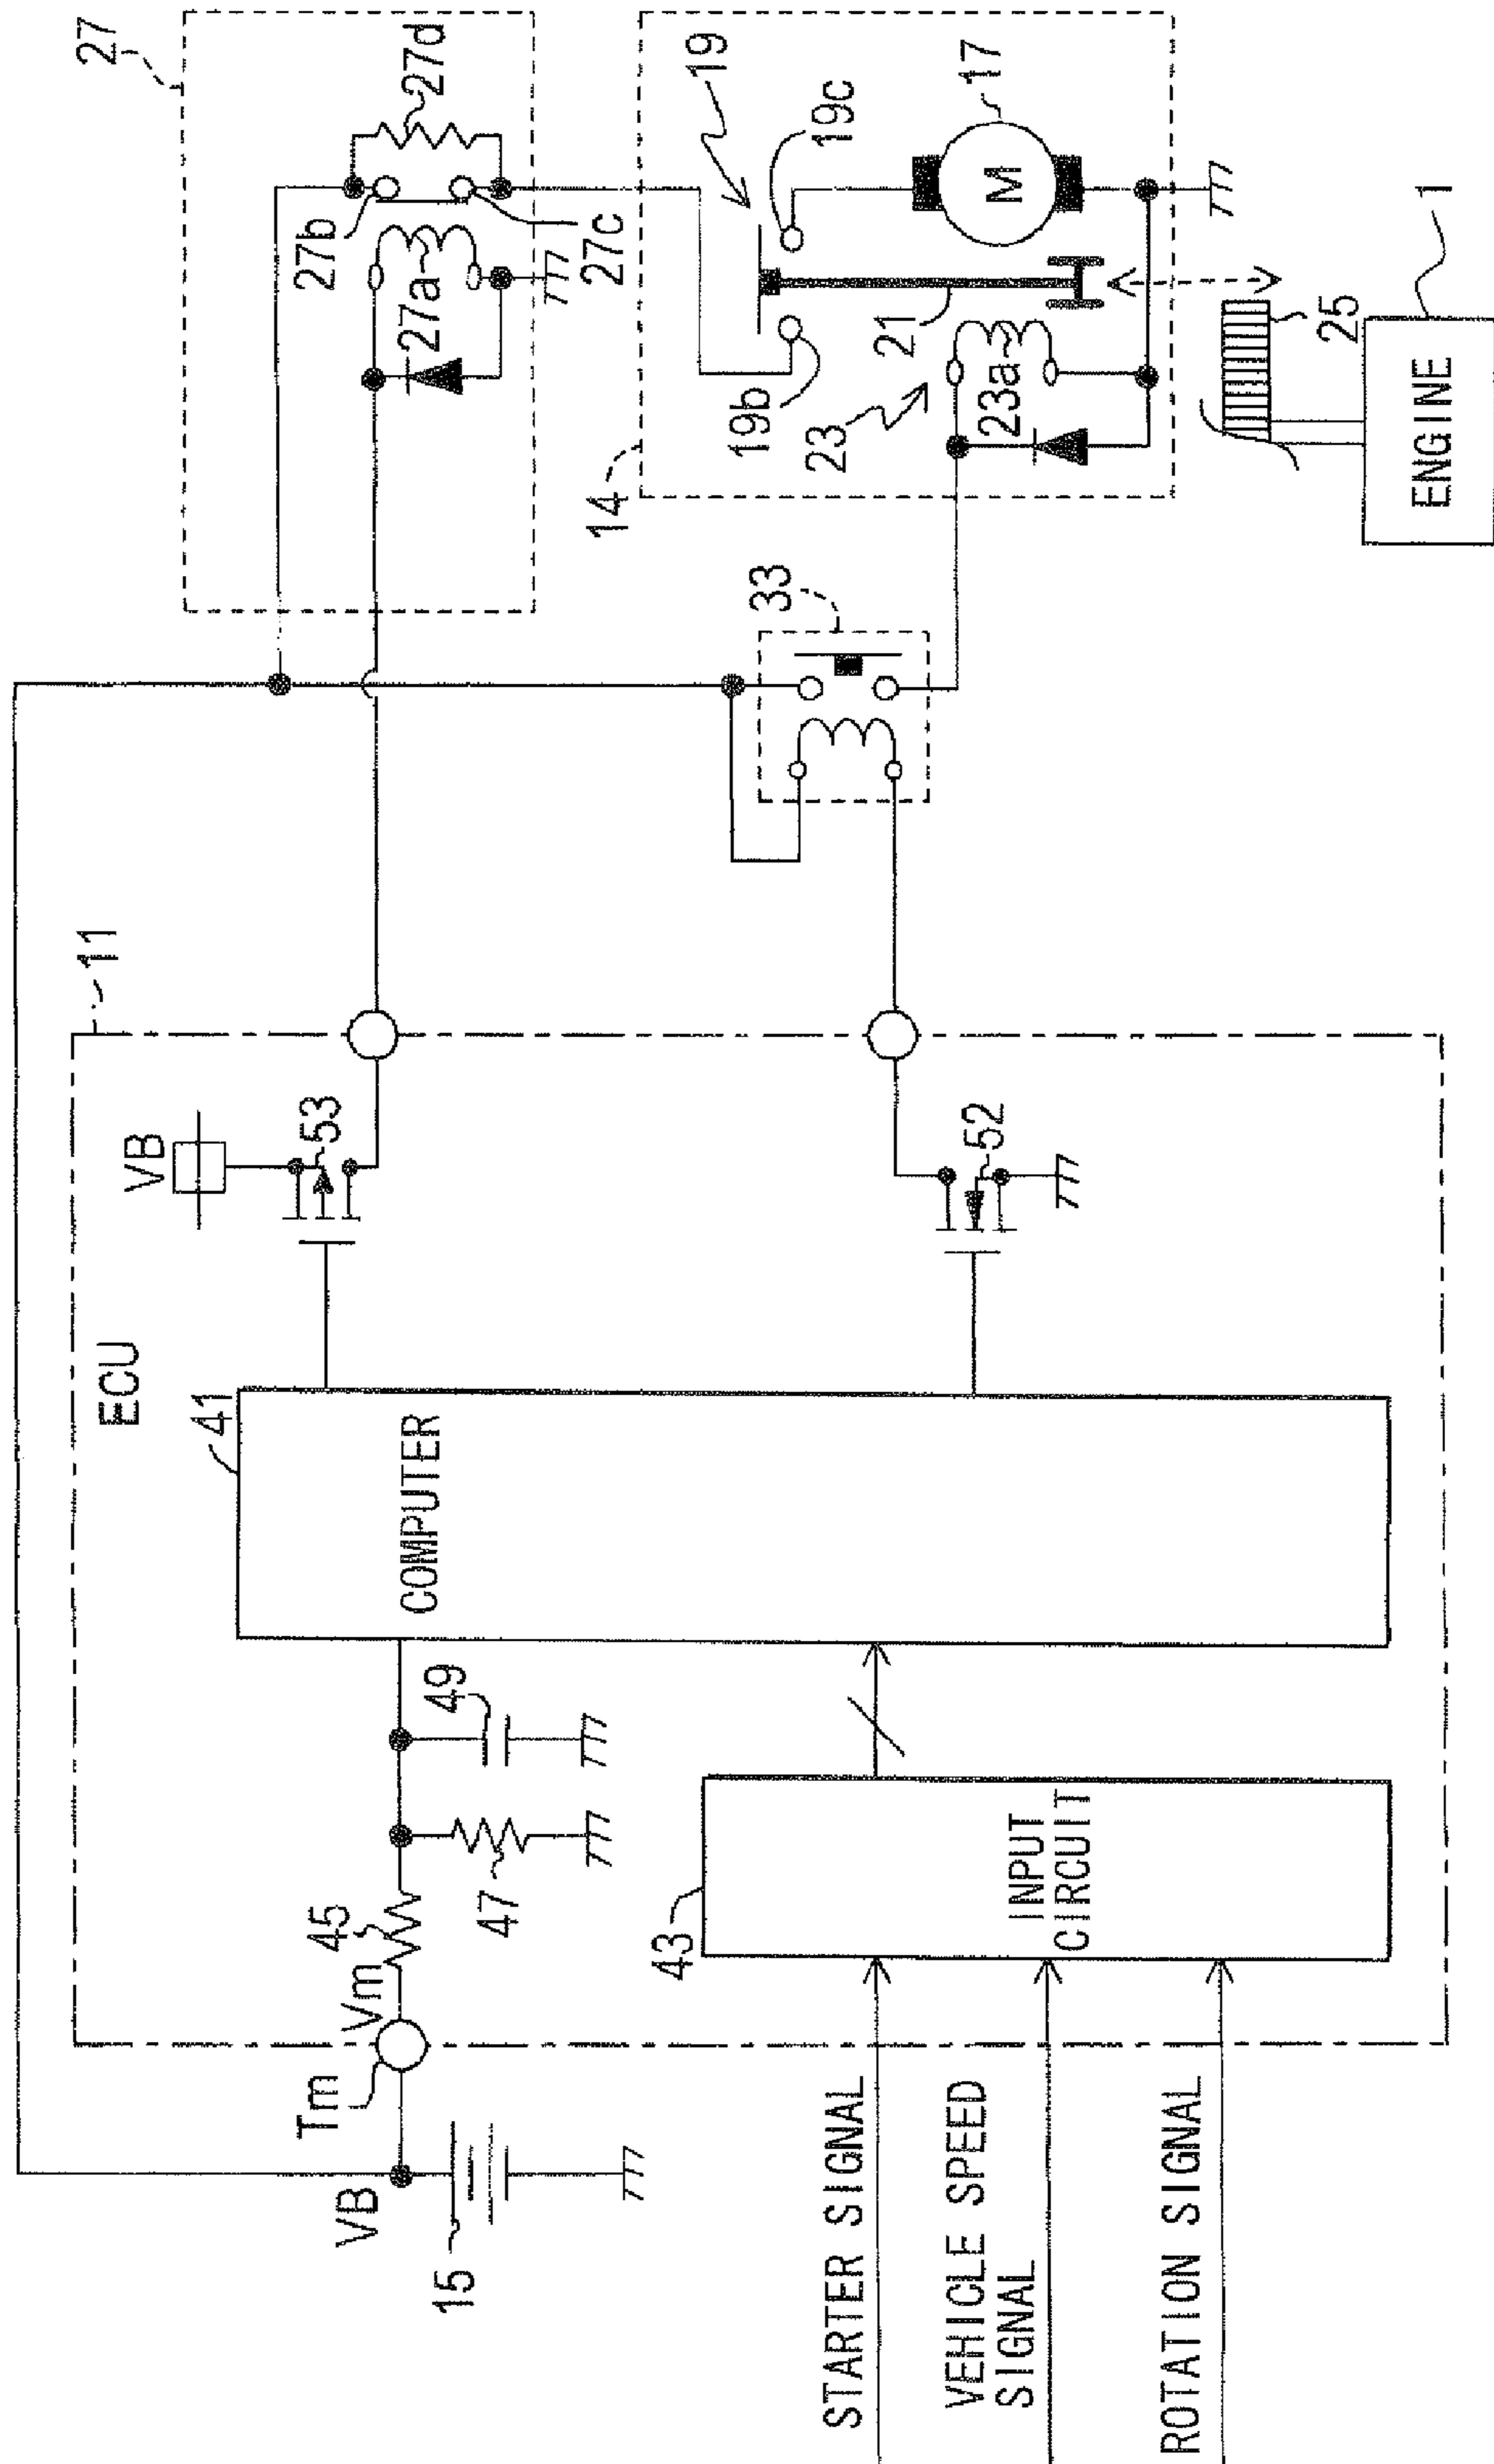 27
27d
27b
27a
27c
19
19c
17
M
19b
21
23
23a
14
25
1
ENGINE
33
11
ECU
VB
53
52
41
COMPUTER
49
47
45
Vm
Tm
VB
15
43
INPUT
CIRCUIT
STARTER SIGNAL
VEHICLE SPEED
SIGNAL
ROTATION SIGNAL